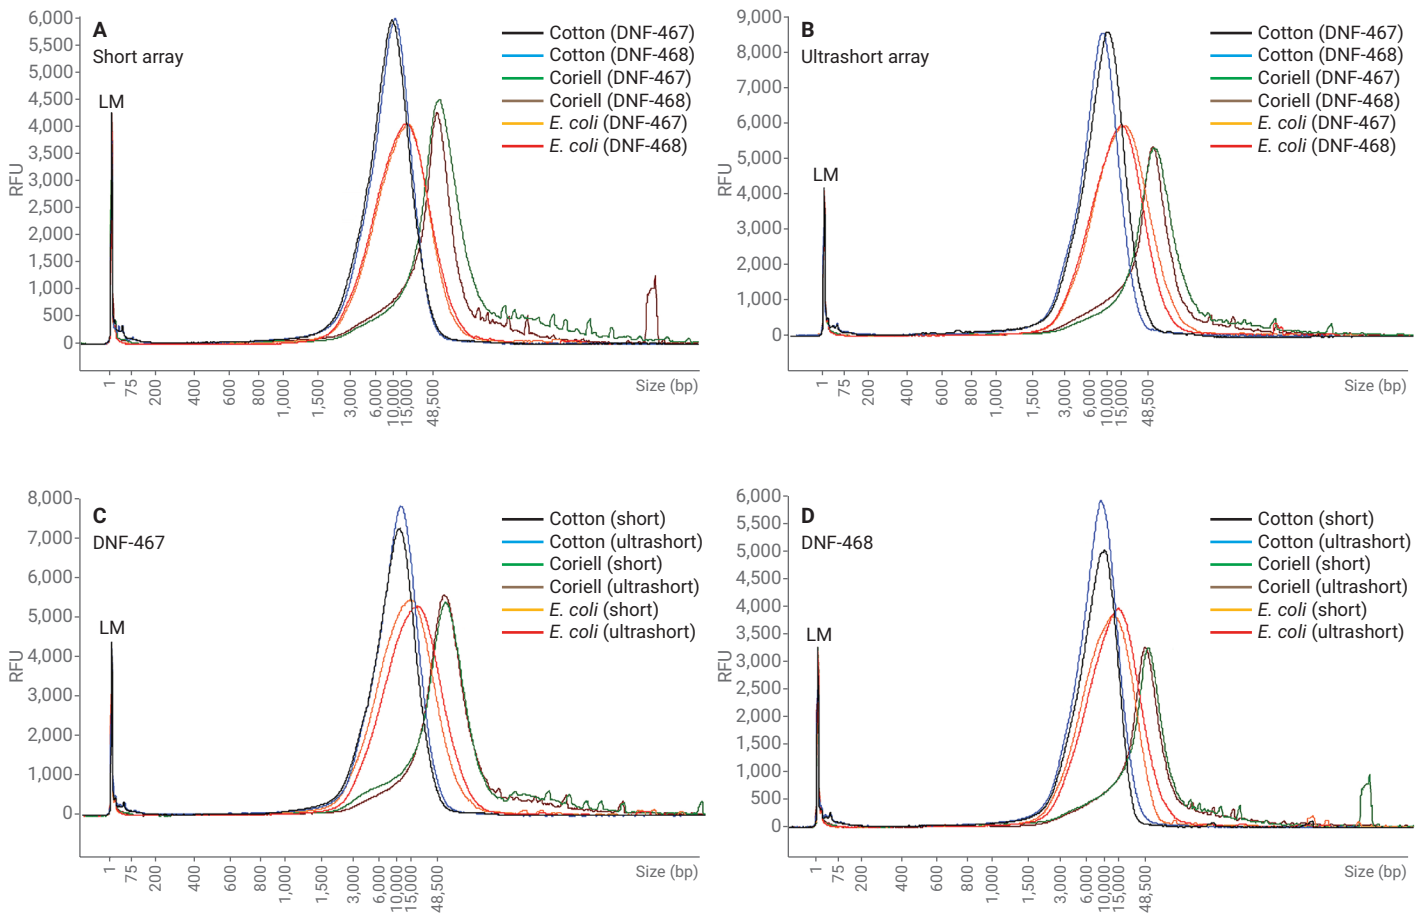 A
Short array
6,000
5,500
5,000
4,500
4,000
3,500
3,000
2,500
2,000
1,500
1,000
500
0
RFU
LM
Cotton (DNF-467)
Cotton (DNF-468)
Coriell (DNF-467)
Coriell (DNF-468)
E. coli (DNF-467)
E. coli (DNF-468)
1
75
200
400
600
800
1,000
1,500
3,000
6,000
10,000
15,000
48,500
Size (bp)
B
Ultrashort array
9,000
8,000
7,000
6,000
5,000
4,000
3,000
2,000
1,000
0
RFU
LM
Cotton (DNF-467)
Cotton (DNF-468)
Coriell (DNF-467)
Coriell (DNF-468)
E. coli (DNF-467)
E. coli (DNF-468)
1
75
200
400
600
800
1,000
1,500
3,000
6,000
10,000
15,000
48,500
Size (bp)
C
DNF-467
8,000
7,000
6,000
5,000
4,000
3,000
2,000
1,000
0
RFU
LM
Cotton (short)
Cotton (ultrashort)
Coriell (short)
Coriell (ultrashort)
E. coli (short)
E. coli (ultrashort)
1
75
200
400
600
800
1,000
1,500
3,000
6,000
10,000
15,000
48,500
Size (bp)
D
DNF-468
6,000
5,500
5,000
4,500
4,000
3,500
3,000
2,500
2,000
1,500
1,000
500
0
RFU
LM
Cotton (short)
Cotton (ultrashort)
Coriell (short)
Coriell (ultrashort)
E. coli (short)
E. coli (ultrashort)
1
75
200
400
600
800
1,000
1,500
3,000
6,000
10,000
15,000
48,500
Size (bp)